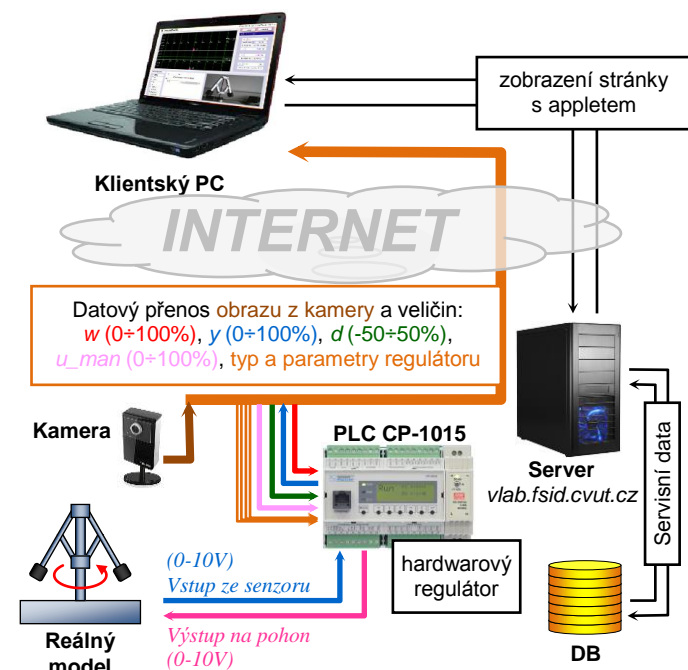 zobrazení stránky
s appletem
Klientský PC
INTERNET
Datový přenos obrazu z kamery a veličin:
w (0÷100%), y (0÷100%), d (-50÷50%),
u_man (0÷100%), typ a parametry regulátoru
Kamera
PLC CP-1015
Server
vlab.fsid.cvut.cz
Servisní data
hardwarový
regulátor
(0-10V)
Vstup ze senzoru
Výstup na pohon
(0-10V)
Reálný
model
DB